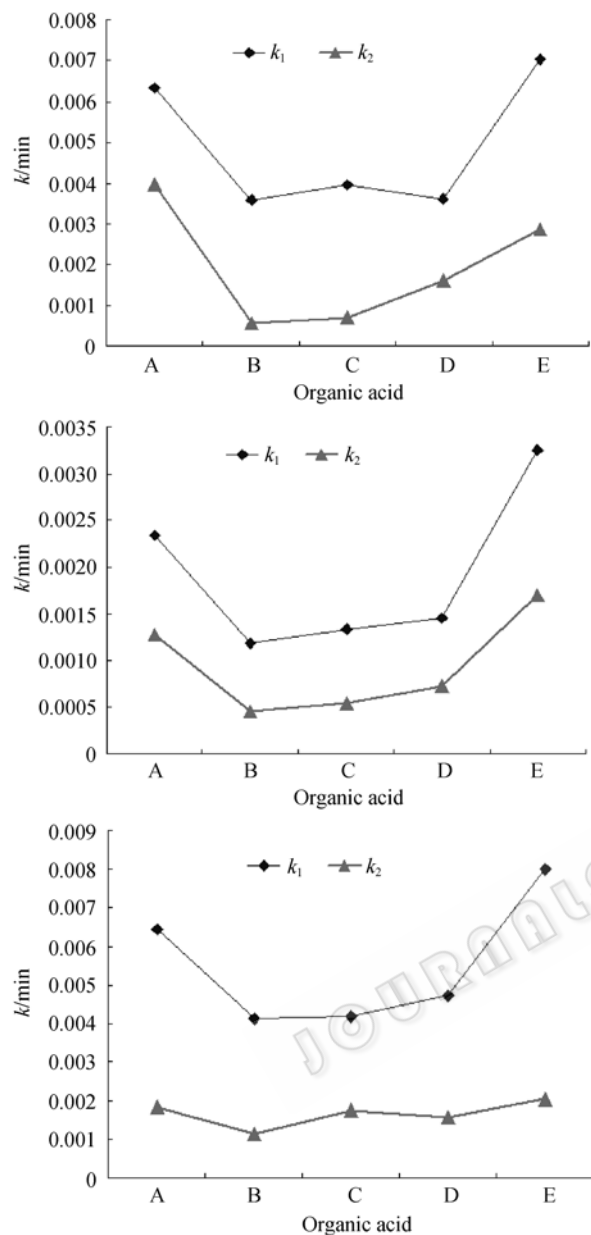 0.008
k₁ k₂
0.007
0.006
0.005
k/min
0.004
0.003
0.002
0.001
0
A B C D E
Organic acid
0.0035
k₁ k₂
0.0030
0.0025
0.0020
k/min
0.0015
0.0010
0.0005
0
A B C D E
Organic acid
0.009
k₁ k₂
0.008
0.007
0.006
0.005
k/min
0.004
0.003
0.002
0.001
0
A B C D E
Organic acid